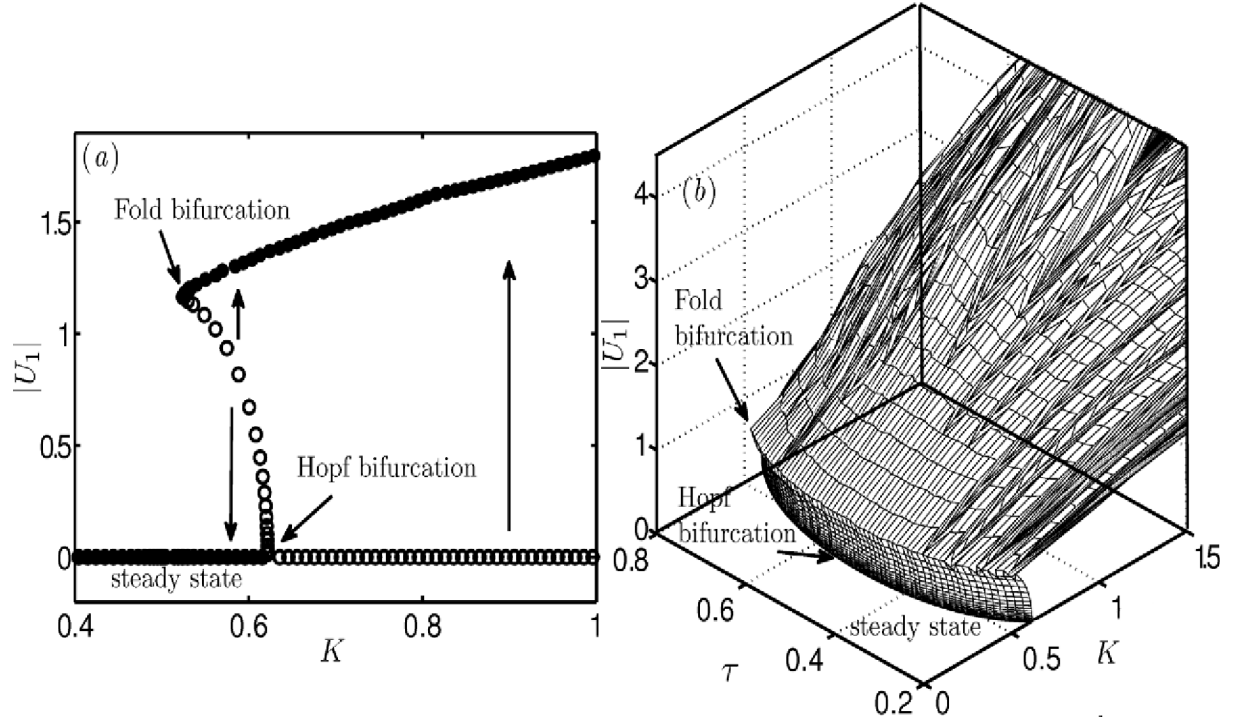 (a)
Fold bifurcation
Hopf bifurcation
steady state
|U₁|
1.5
1
0.5
0
0.4
0.6
0.8
1
K
(b)
Fold
bifurcation
Hopf
bifurcation
steady state
|U₁|
4
3
2
1
0
0.8
0.6
0.4
0.2
τ
0
0.5
1
1.5
K